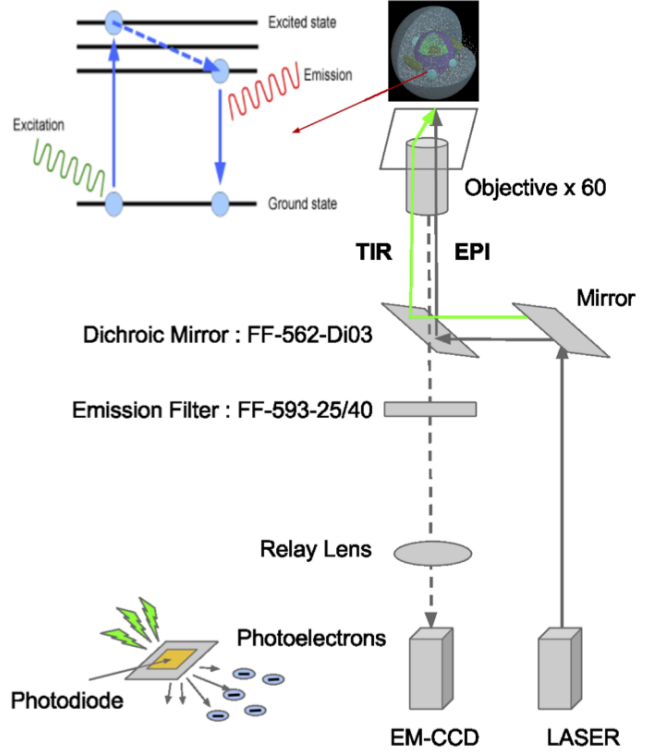 Excited state
Emission
Excitation
Ground state
Objective x 60
TIR
EPI
Mirror
Dichroic Mirror : FF-562-Di03
Emission Filter : FF-593-25/40
Relay Lens
Photoelectrons
Photodiode
EM-CCD
LASER